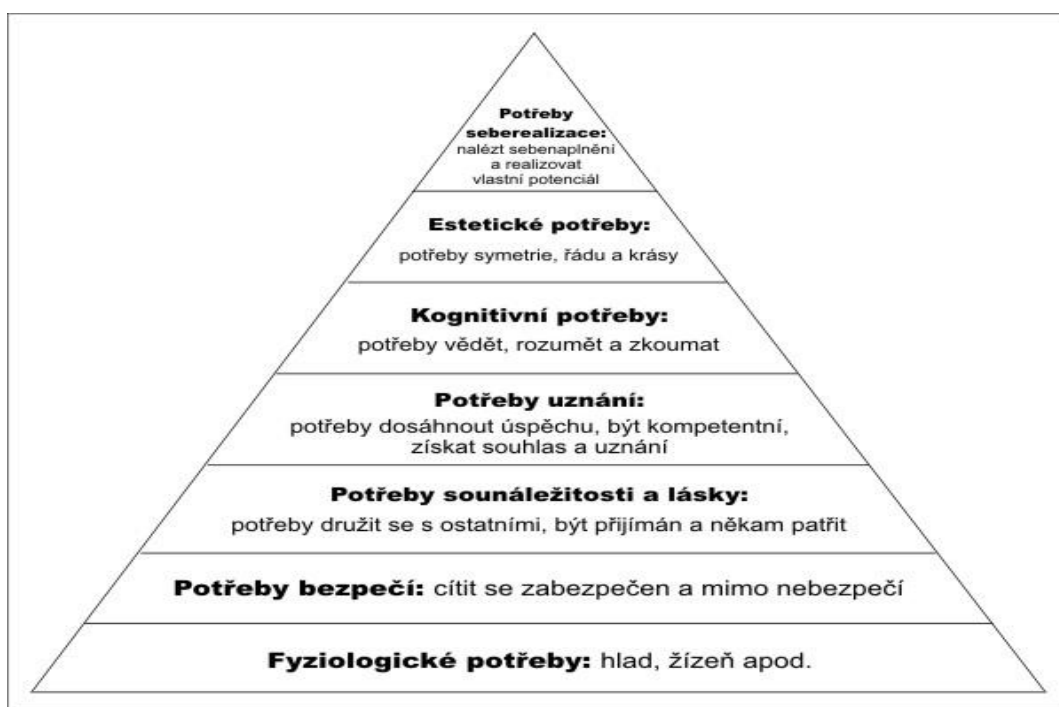 Potřeby
seberealizace:
nalézt sebenaplnění
a realizovat
vlastní potenciál
Estetické potřeby:
potřeby symetrie, řádu a krásy
Kognitivní potřeby:
potřeby vědět, rozumět a zkoumat
Potřeby uznání:
potřeby dosáhnout úspěchu, být kompetentní,
získat souhlas a uznání
Potřeby sounáležitosti a lásky:
potřeby družit se s ostatními, být přijímán a někam patřit
Potřeby bezpečí: cítit se zabezpečen a mimo nebezpečí
Fyziologické potřeby: hlad, žízeň apod.